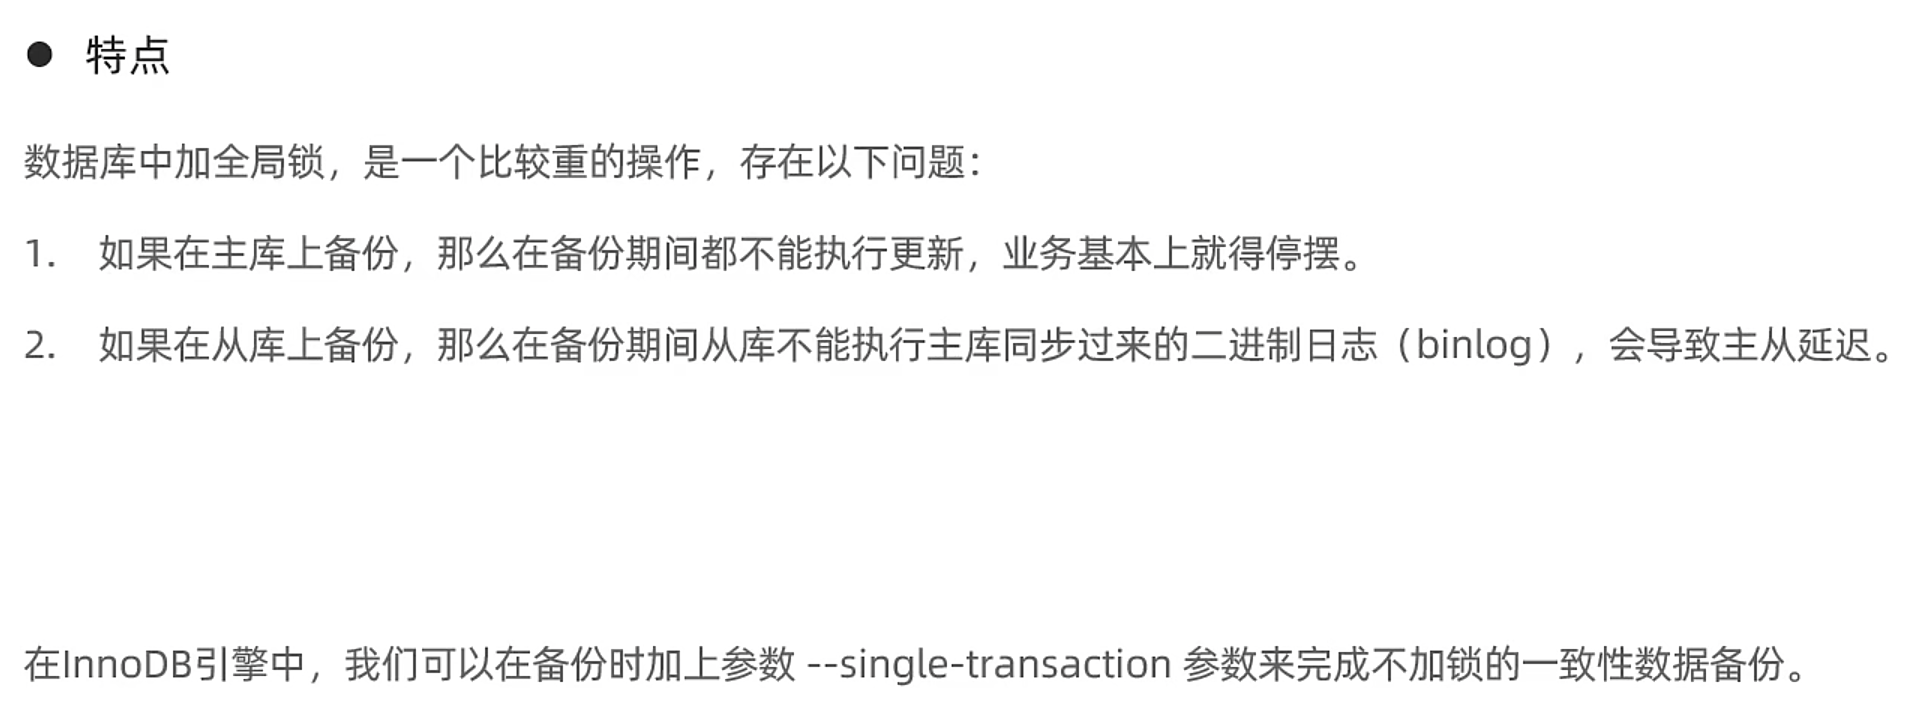 ● 特点
数据库中加全局锁，是一个比较重的操作，存在以下问题：
1. 如果在主库上备份，那么在备份期间都不能执行更新，业务基本上就得停摆。
2. 如果在从库上备份，那么在备份期间从库不能执行主库同步过来的二进制日志（binlog），会导致主从延迟。
在InnoDB引擎中，我们可以在备份时加上参数 --single-transaction 参数来完成不加锁的一致性数据备份。